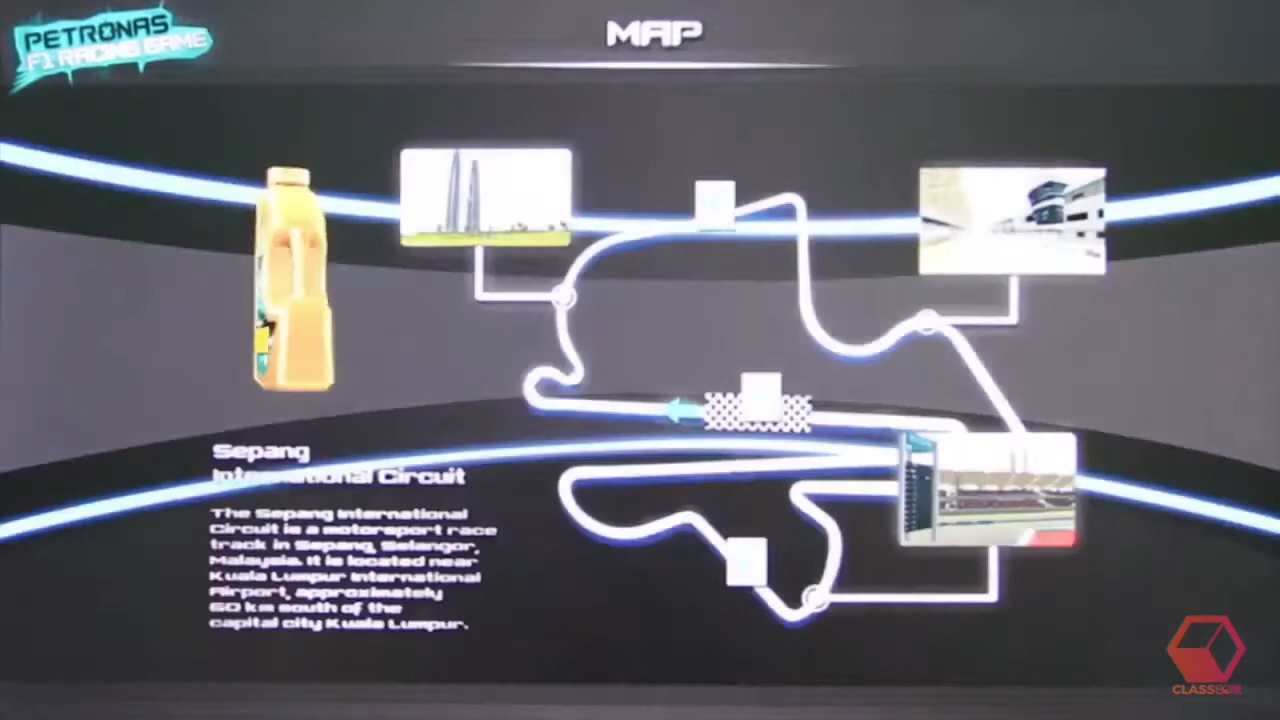 PETRONAS
F1 RACING GAME
MAP
Sepang
International Circuit
The Sepang International
Circuit is a motorsport race
track in Sepang, Selangor,
Malaysia. It is located near
Kuala Lumpur International
Airport, approximately
60 km south of the
capital city Kuala Lumpur.
CLASSBOX